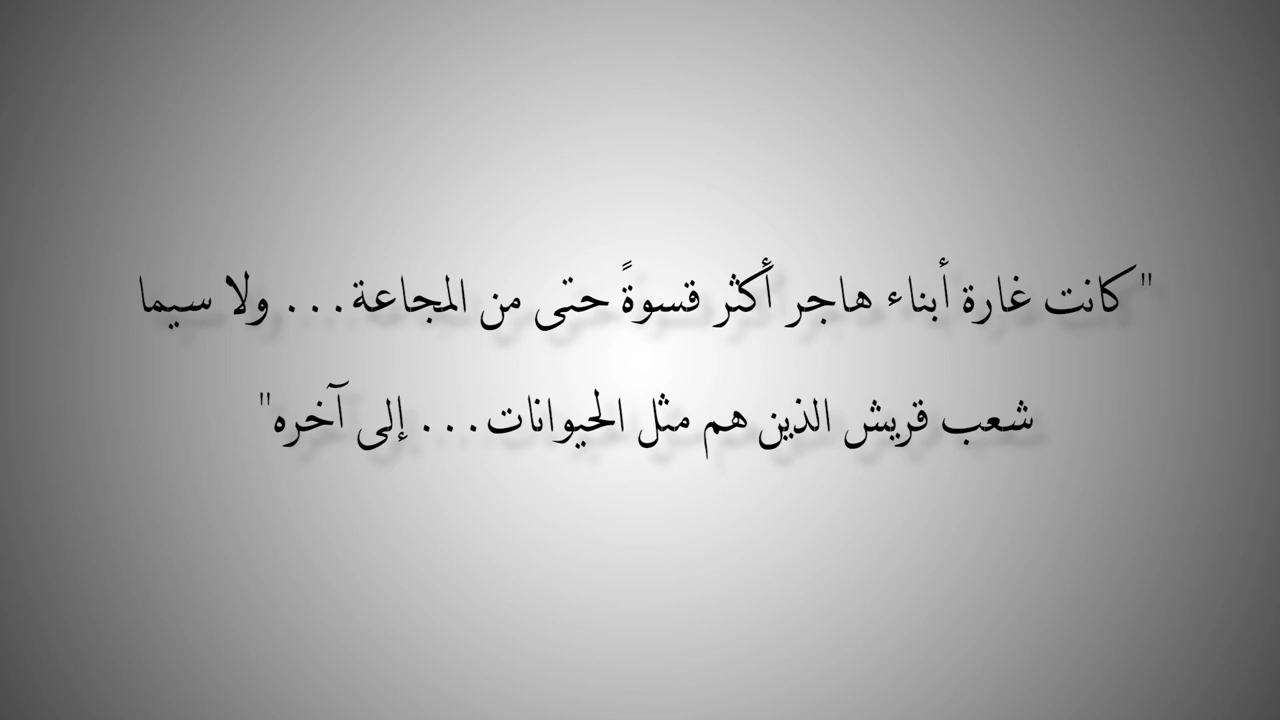 "كانت غارة أبناء هاجر أكثر قسوةً حتى من المجاعة... ولا سيما
شعب قريش الذين هم مثل الحيوانات... إلى آخره"